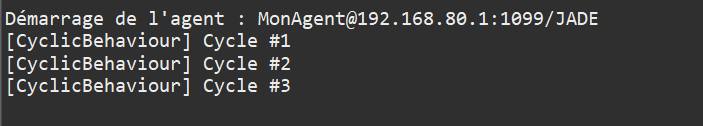 Démarrage de l'agent : MonAgent@192.168.80.1:1099/JADE
[CyclicBehaviour] Cycle #1
[CyclicBehaviour] Cycle #2
[CyclicBehaviour] Cycle #3